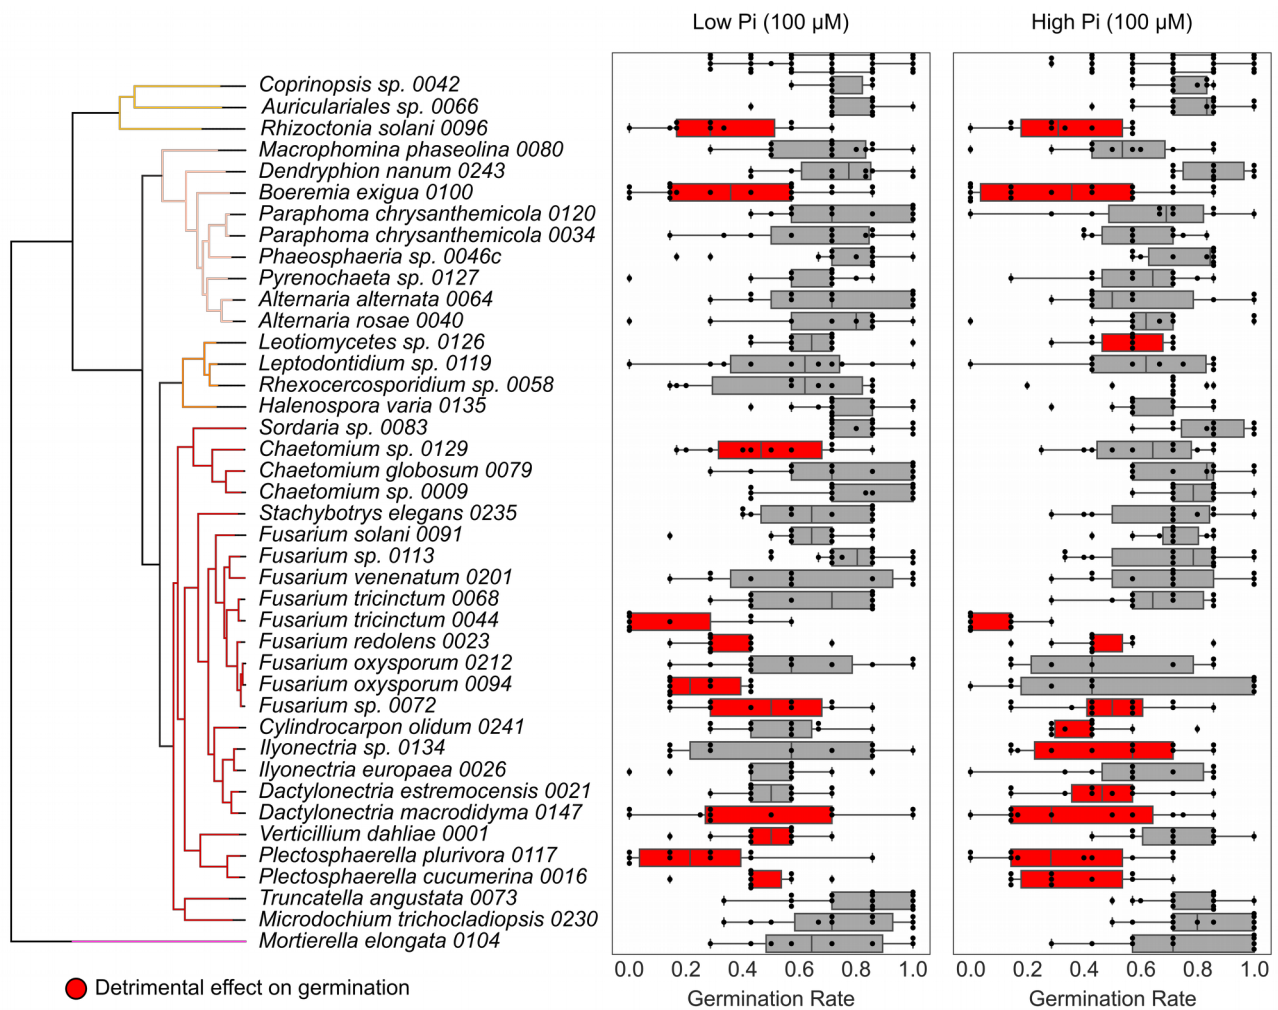 Low Pi (100 µM)
High Pi (100 µM)
Coprinopsis sp. 0042
Auriculariales sp. 0066
Rhizoctonia solani 0096
Macrophomina phaseolina 0080
Dendryphion nanum 0243
Boeremia exigua 0100
Paraphoma chrysanthemicola 0120
Paraphoma chrysanthemicola 0034
Phaeosphaeria sp. 0046c
Pyrenochaeta sp. 0127
Alternaria alternata 0064
Alternaria rosae 0040
Leotiomycetes sp. 0126
Leptodontidium sp. 0119
Rhexocercosporidium sp. 0058
Halenospora varia 0135
Sordaria sp. 0083
Chaetomium sp. 0129
Chaetomium globosum 0079
Chaetomium sp. 0009
Stachybotrys elegans 0235
Fusarium solani 0091
Fusarium sp. 0113
Fusarium venenatum 0201
Fusarium tricinctum 0068
Fusarium tricinctum 0044
Fusarium redolens 0023
Fusarium oxysporum 0212
Fusarium oxysporum 0094
Fusarium sp. 0072
Cylindrocarpon olidum 0241
Ilyonectria sp. 0134
Ilyonectria europaea 0026
Dactylonectria estremocensis 0021
Dactylonectria macrodidyma 0147
Verticillium dahliae 0001
Plectosphaerella plurivora 0117
Plectosphaerella cucumerina 0016
Truncatella angustata 0073
Microdochium trichocladiopsis 0230
Mortierella elongata 0104
0.0 0.2 0.4 0.6 0.8 1.0
0.0 0.2 0.4 0.6 0.8 1.0
Detrimental effect on germination
Germination Rate
Germination Rate